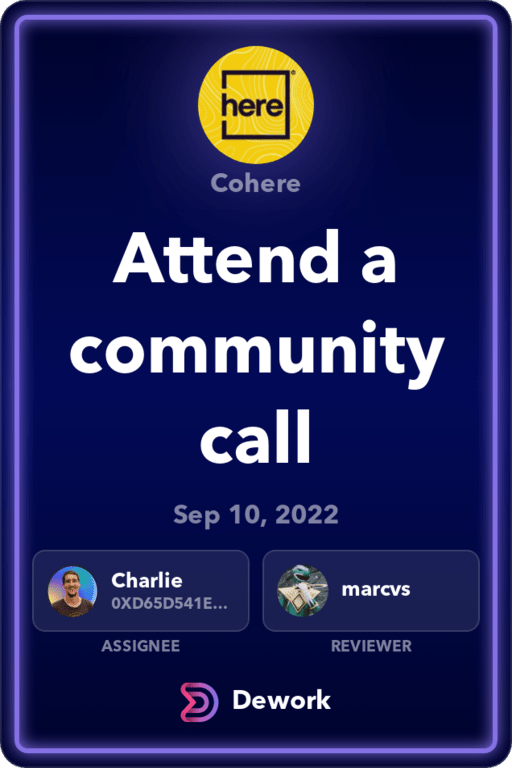 here
Cohere
Attend a
community
call
Sep 10, 2022
Charlie
0XD65D541E...
marcvs
ASSIGNEE
REVIEWER
Dework